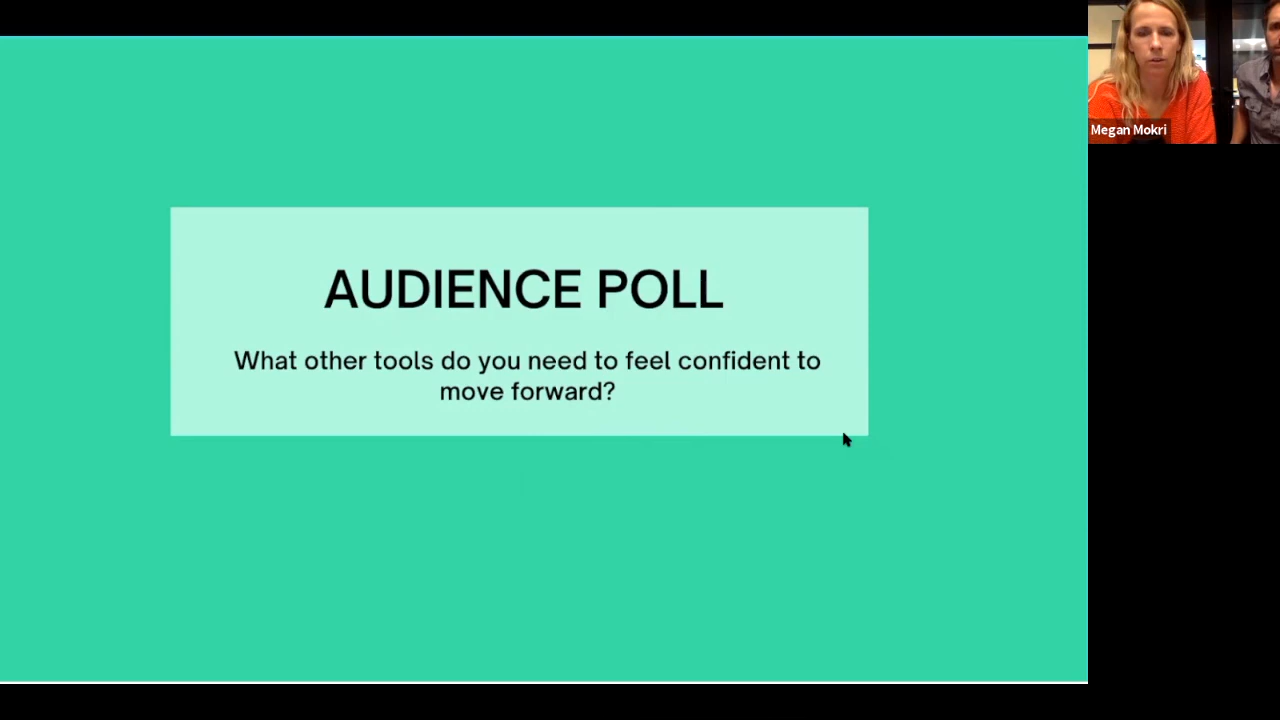 AUDIENCE POLL
What other tools do you need to feel confident to
move forward?
Megan Mokri